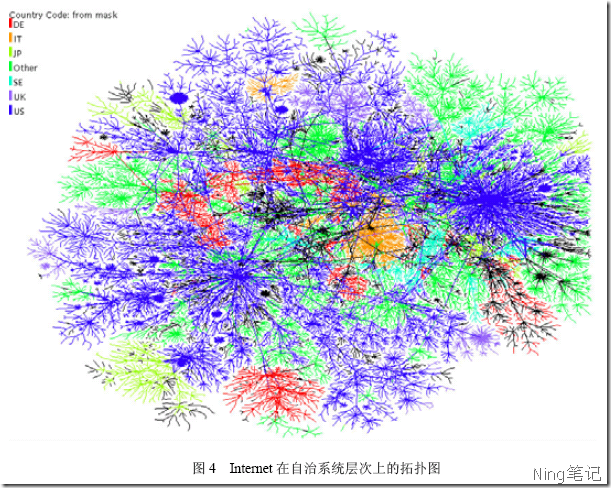 Country Code: from mask
DE
IT
JP
Other
SE
UK
US
图 4 Internet 在自治系统层次上的拓扑图
Ning笔记